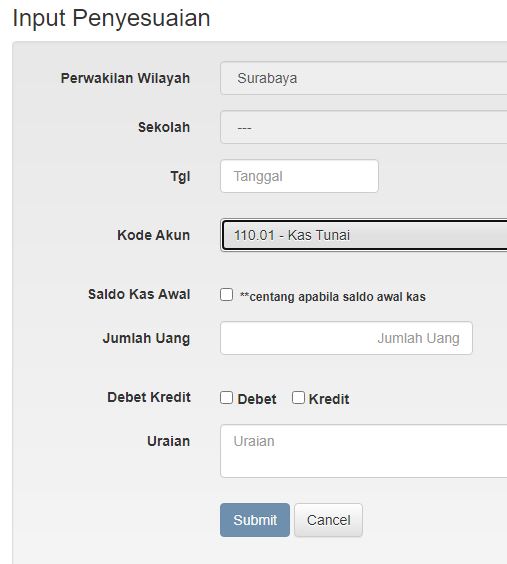 Input Penyesuaian
Perwakilan Wilayah Surabaya
Sekolah ---
Tgl Tanggal
Kode Akun 110.01 - Kas Tunai
Saldo Kas Awal **centang apabila saldo awal kas
Jumlah Uang Jumlah Uang
Debet Kredit Debet Kredit
Uraian Uraian
Submit Cancel